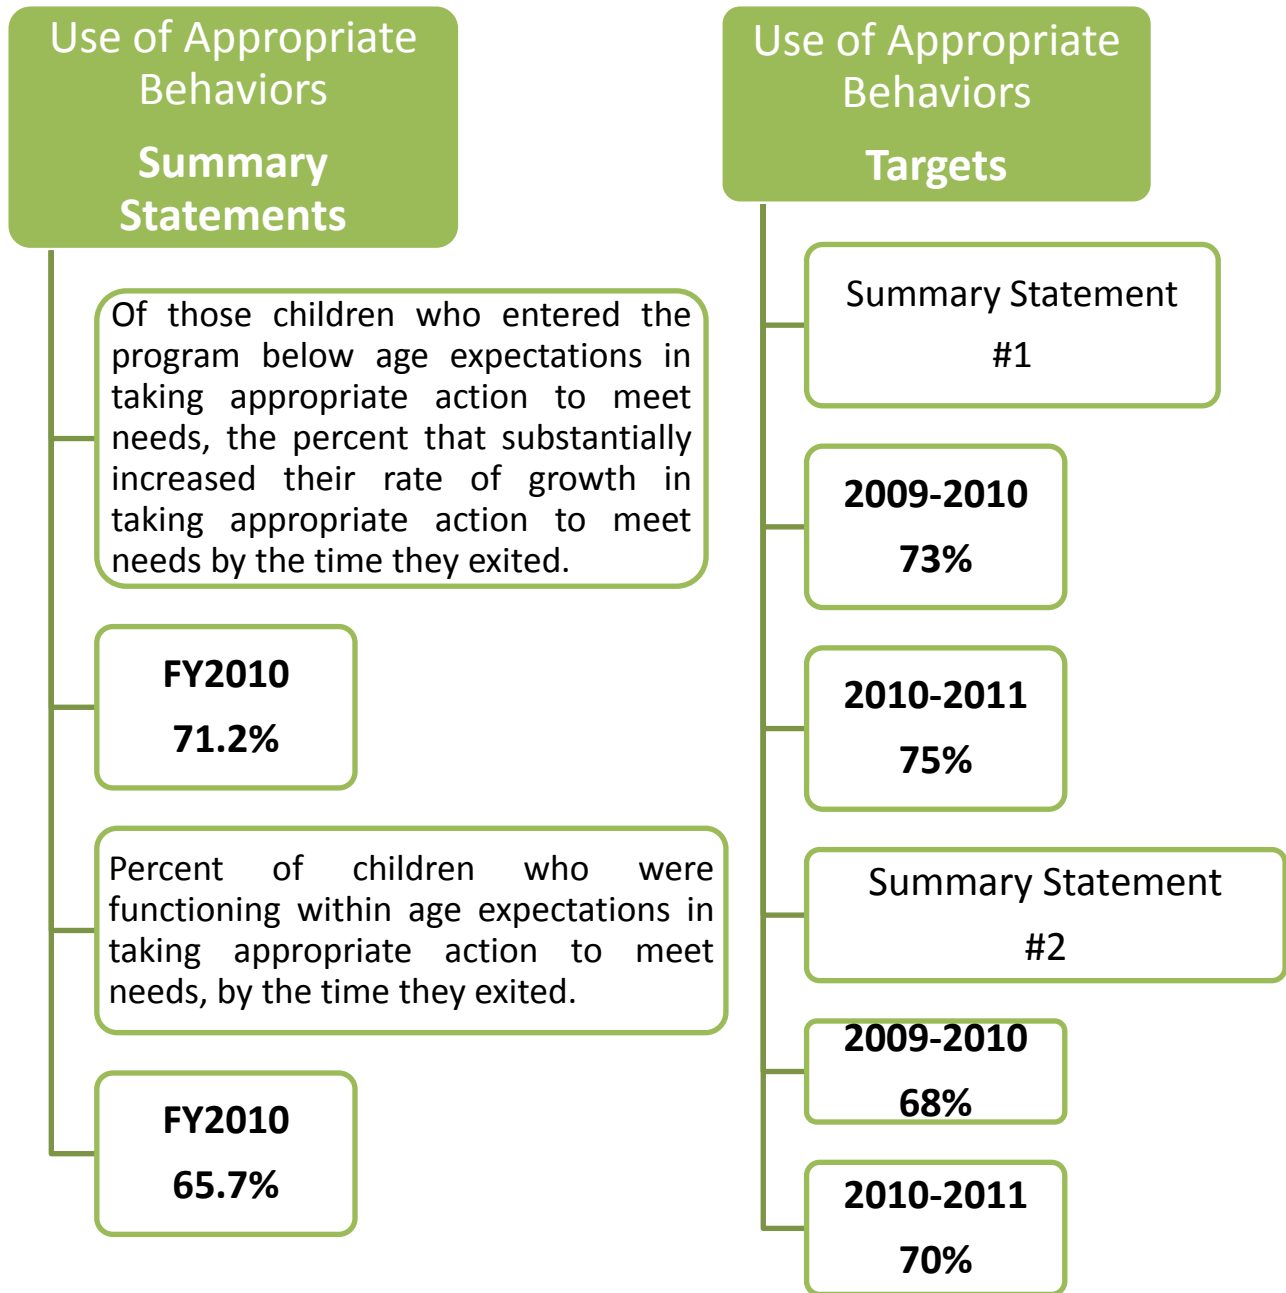 Use of Appropriate
Behaviors
Summary
Statements
Of those children who entered the
program below age expectations in
taking appropriate action to meet
needs, the percent that substantially
increased their rate of growth in
taking appropriate action to meet
needs by the time they exited.
FY2010
71.2%
Percent of children who were
functioning within age expectations in
taking appropriate action to meet
needs, by the time they exited.
FY2010
65.7%
Use of Appropriate
Behaviors
Targets
Summary Statement
#1
2009-2010
73%
2010-2011
75%
Summary Statement
#2
2009-2010
68%
2010-2011
70%